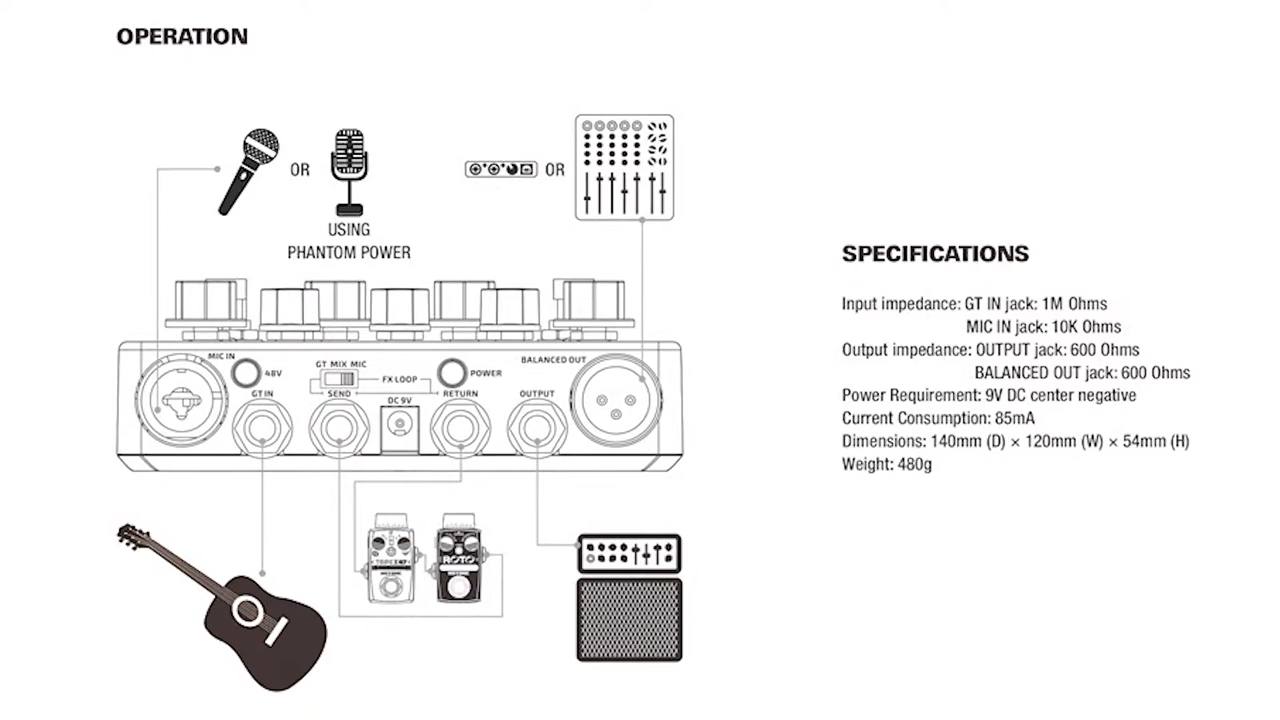 OPERATION
OR
OR
USING
PHANTOM POWER
MIC IN
48V
GT MIX MIC
FX LOOP
POWER
BALANCED OUT
GT IN
SEND
DC 9V
RETURN
OUTPUT
ROTO
SPECIFICATIONS
Input impedance: GT IN jack: 1M Ohms
MIC IN jack: 10K Ohms
Output impedance: OUTPUT jack: 600 Ohms
BALANCED OUT jack: 600 Ohms
Power Requirement: 9V DC center negative
Current Consumption: 85mA
Dimensions: 140mm (D) × 120mm (W) × 54mm (H)
Weight: 480g